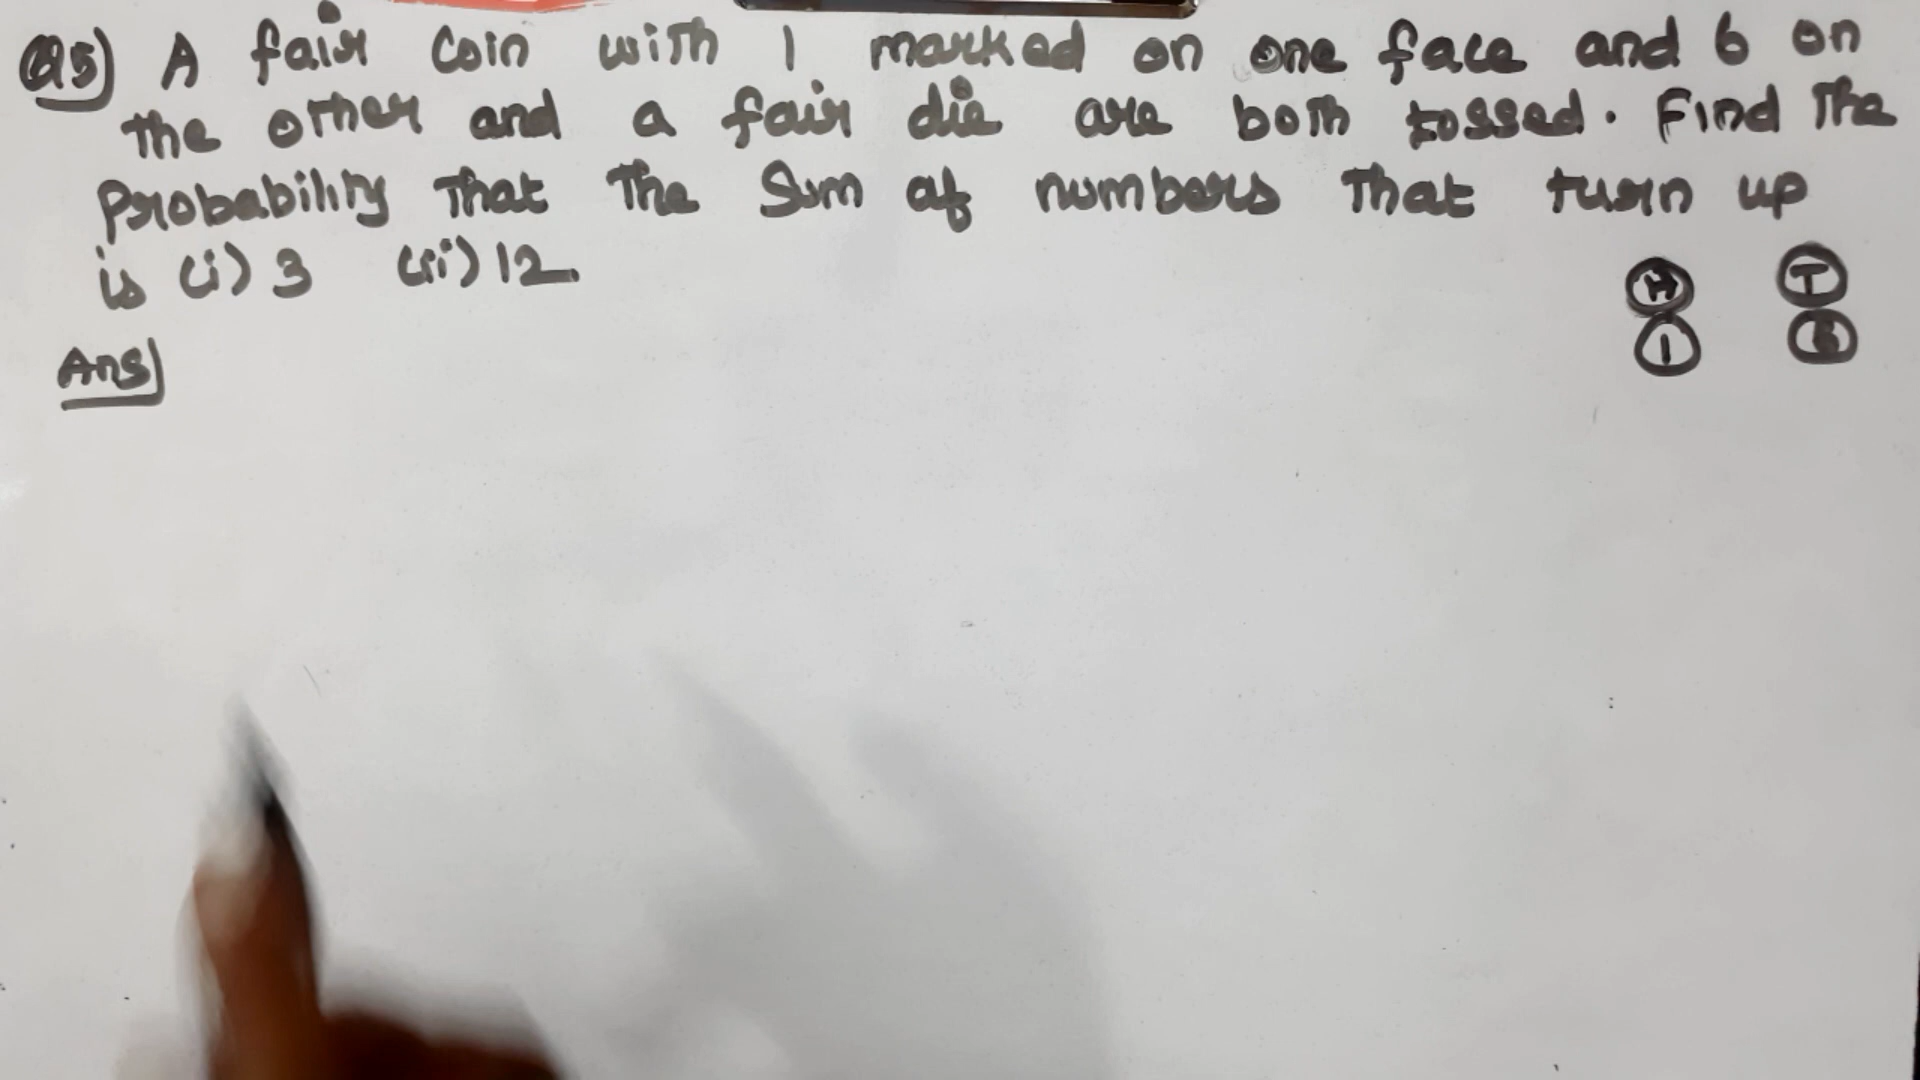 Q5) A fair coin with 1 marked on one face and 6 on
the other and a fair die are both tossed. Find the
Probability that the sum of numbers that turn up
is (i) 3 (ii) 12.
H T
1 6
Ans)